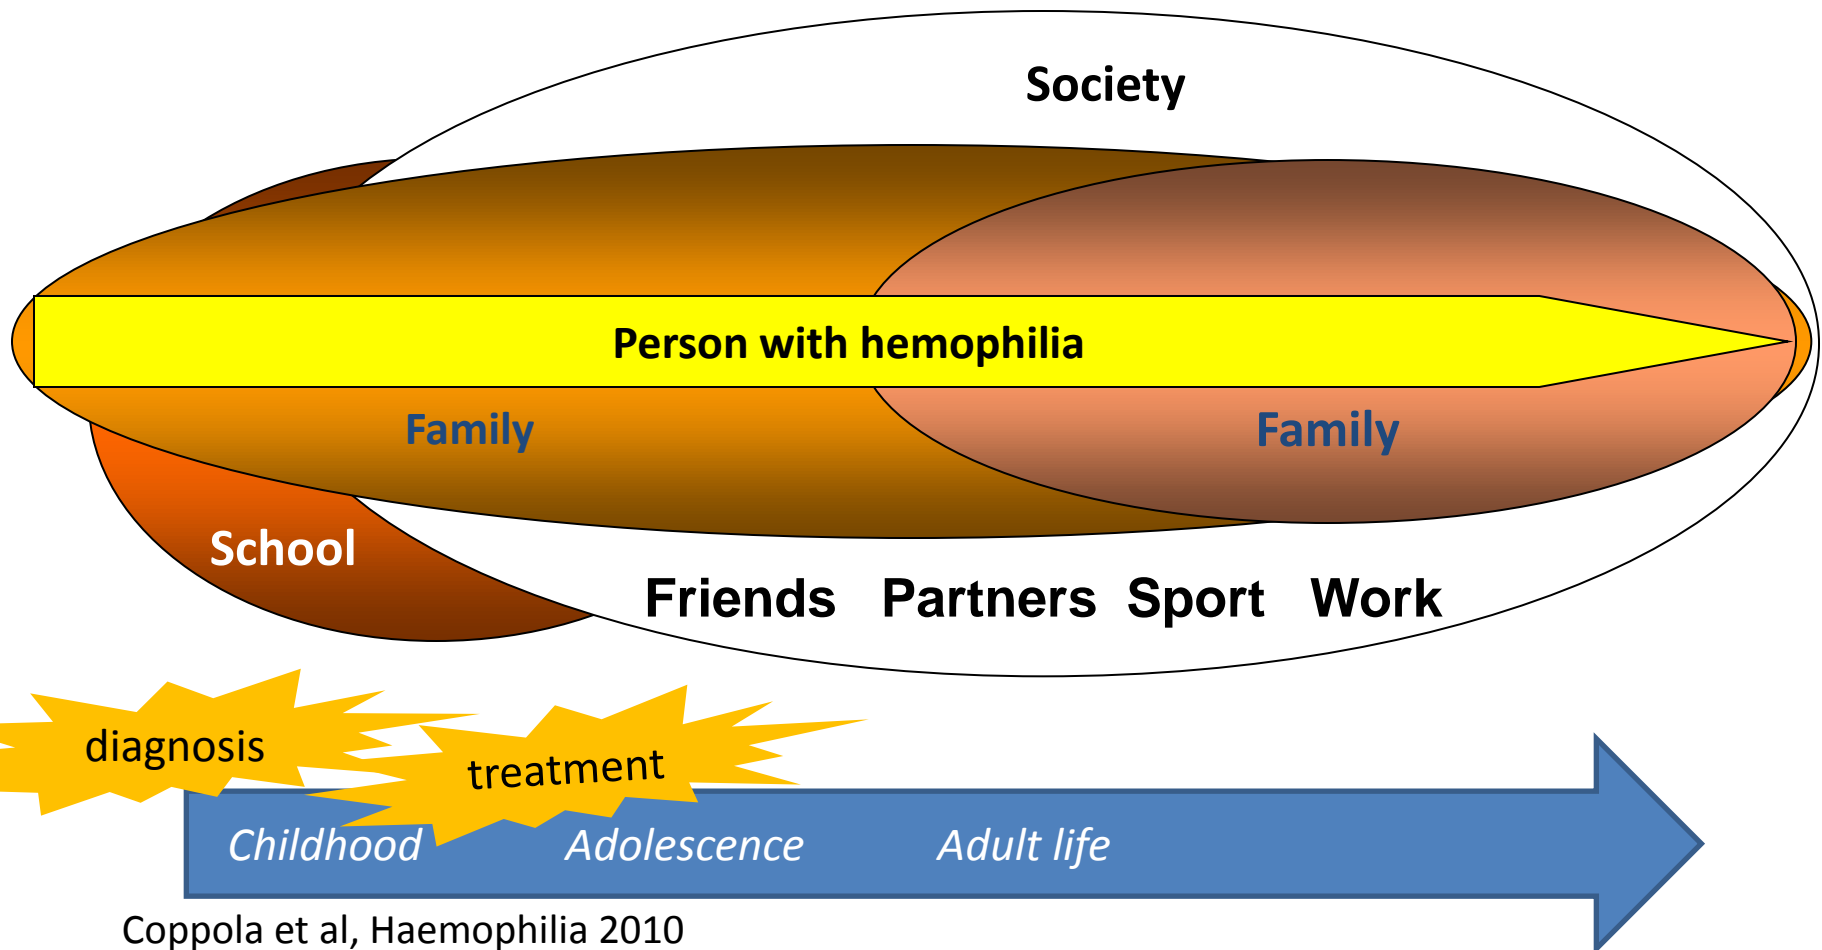 Society
Person with hemophilia
Family
Family
School
Friends Partners Sport Work
diagnosis
treatment
Childhood Adolescence Adult life
Coppola et al, Haemophilia 2010